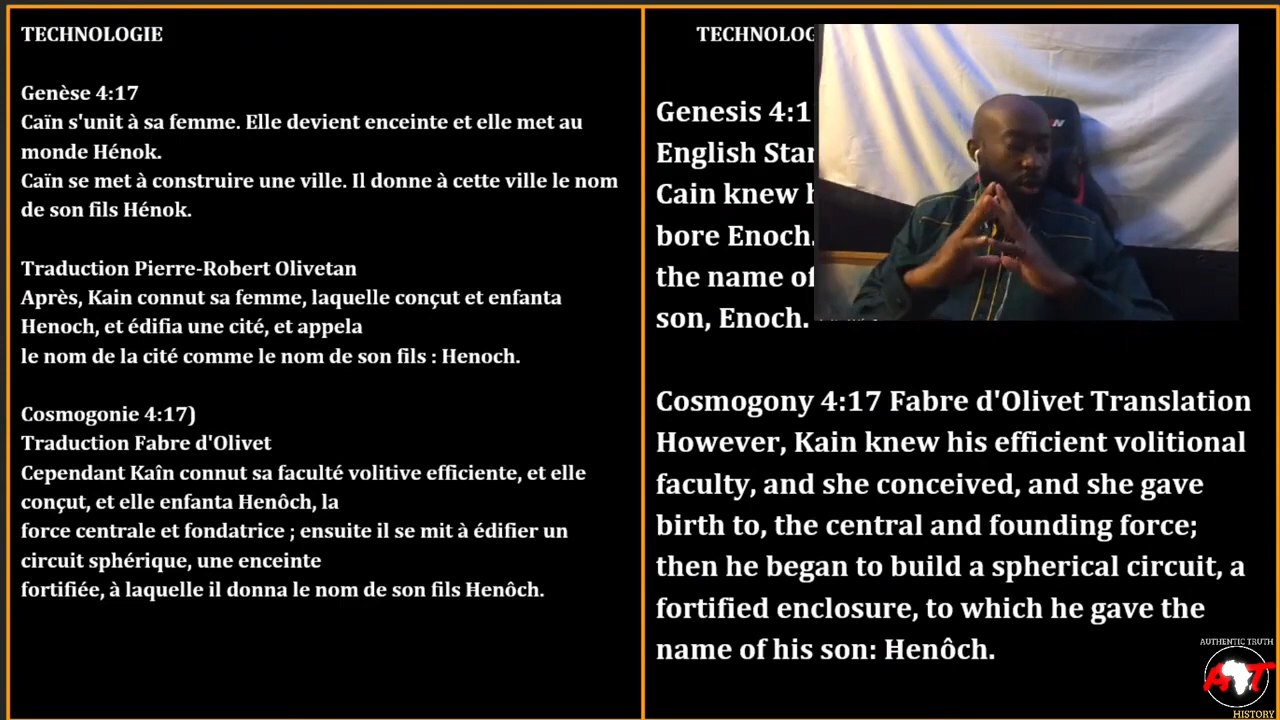 TECHNOLOGIE
Genèse 4:17
Caïn s'unit à sa femme. Elle devient enceinte et elle met au
monde Hénok.
Caïn se met à construire une ville. Il donne à cette ville le nom
de son fils Hénok.
Traduction Pierre-Robert Olivetan
Après, Kain connut sa femme, laquelle conçut et enfanta
Henoch, et édifia une cité, et appela
le nom de la cité comme le nom de son fils : Henoch.
Cosmogonie 4:17)
Traduction Fabre d'Olivet
Cependant Kaîn connut sa faculté volitive efficiente, et elle
conçut, et elle enfanta Henôch, la
force centrale et fondatrice ; ensuite il se mit à édifier un
circuit sphérique, une enceinte
fortifiée, à laquelle il donna le nom de son fils Henôch.
TECHNOLOG
Genesis 4:1
English
Cain knew
bore Enoch.
the name of
son, Enoch.
Cosmogony 4:17 Fabre d'Olivet Translation
However, Kain knew his efficient volitional
faculty, and she conceived, and she gave
birth to, the central and founding force;
then he began to build a spherical circuit, a
fortified enclosure, to which he gave the
name of his son: Henôch.
AUTHENTIC TRUTH
AT
HISTORY